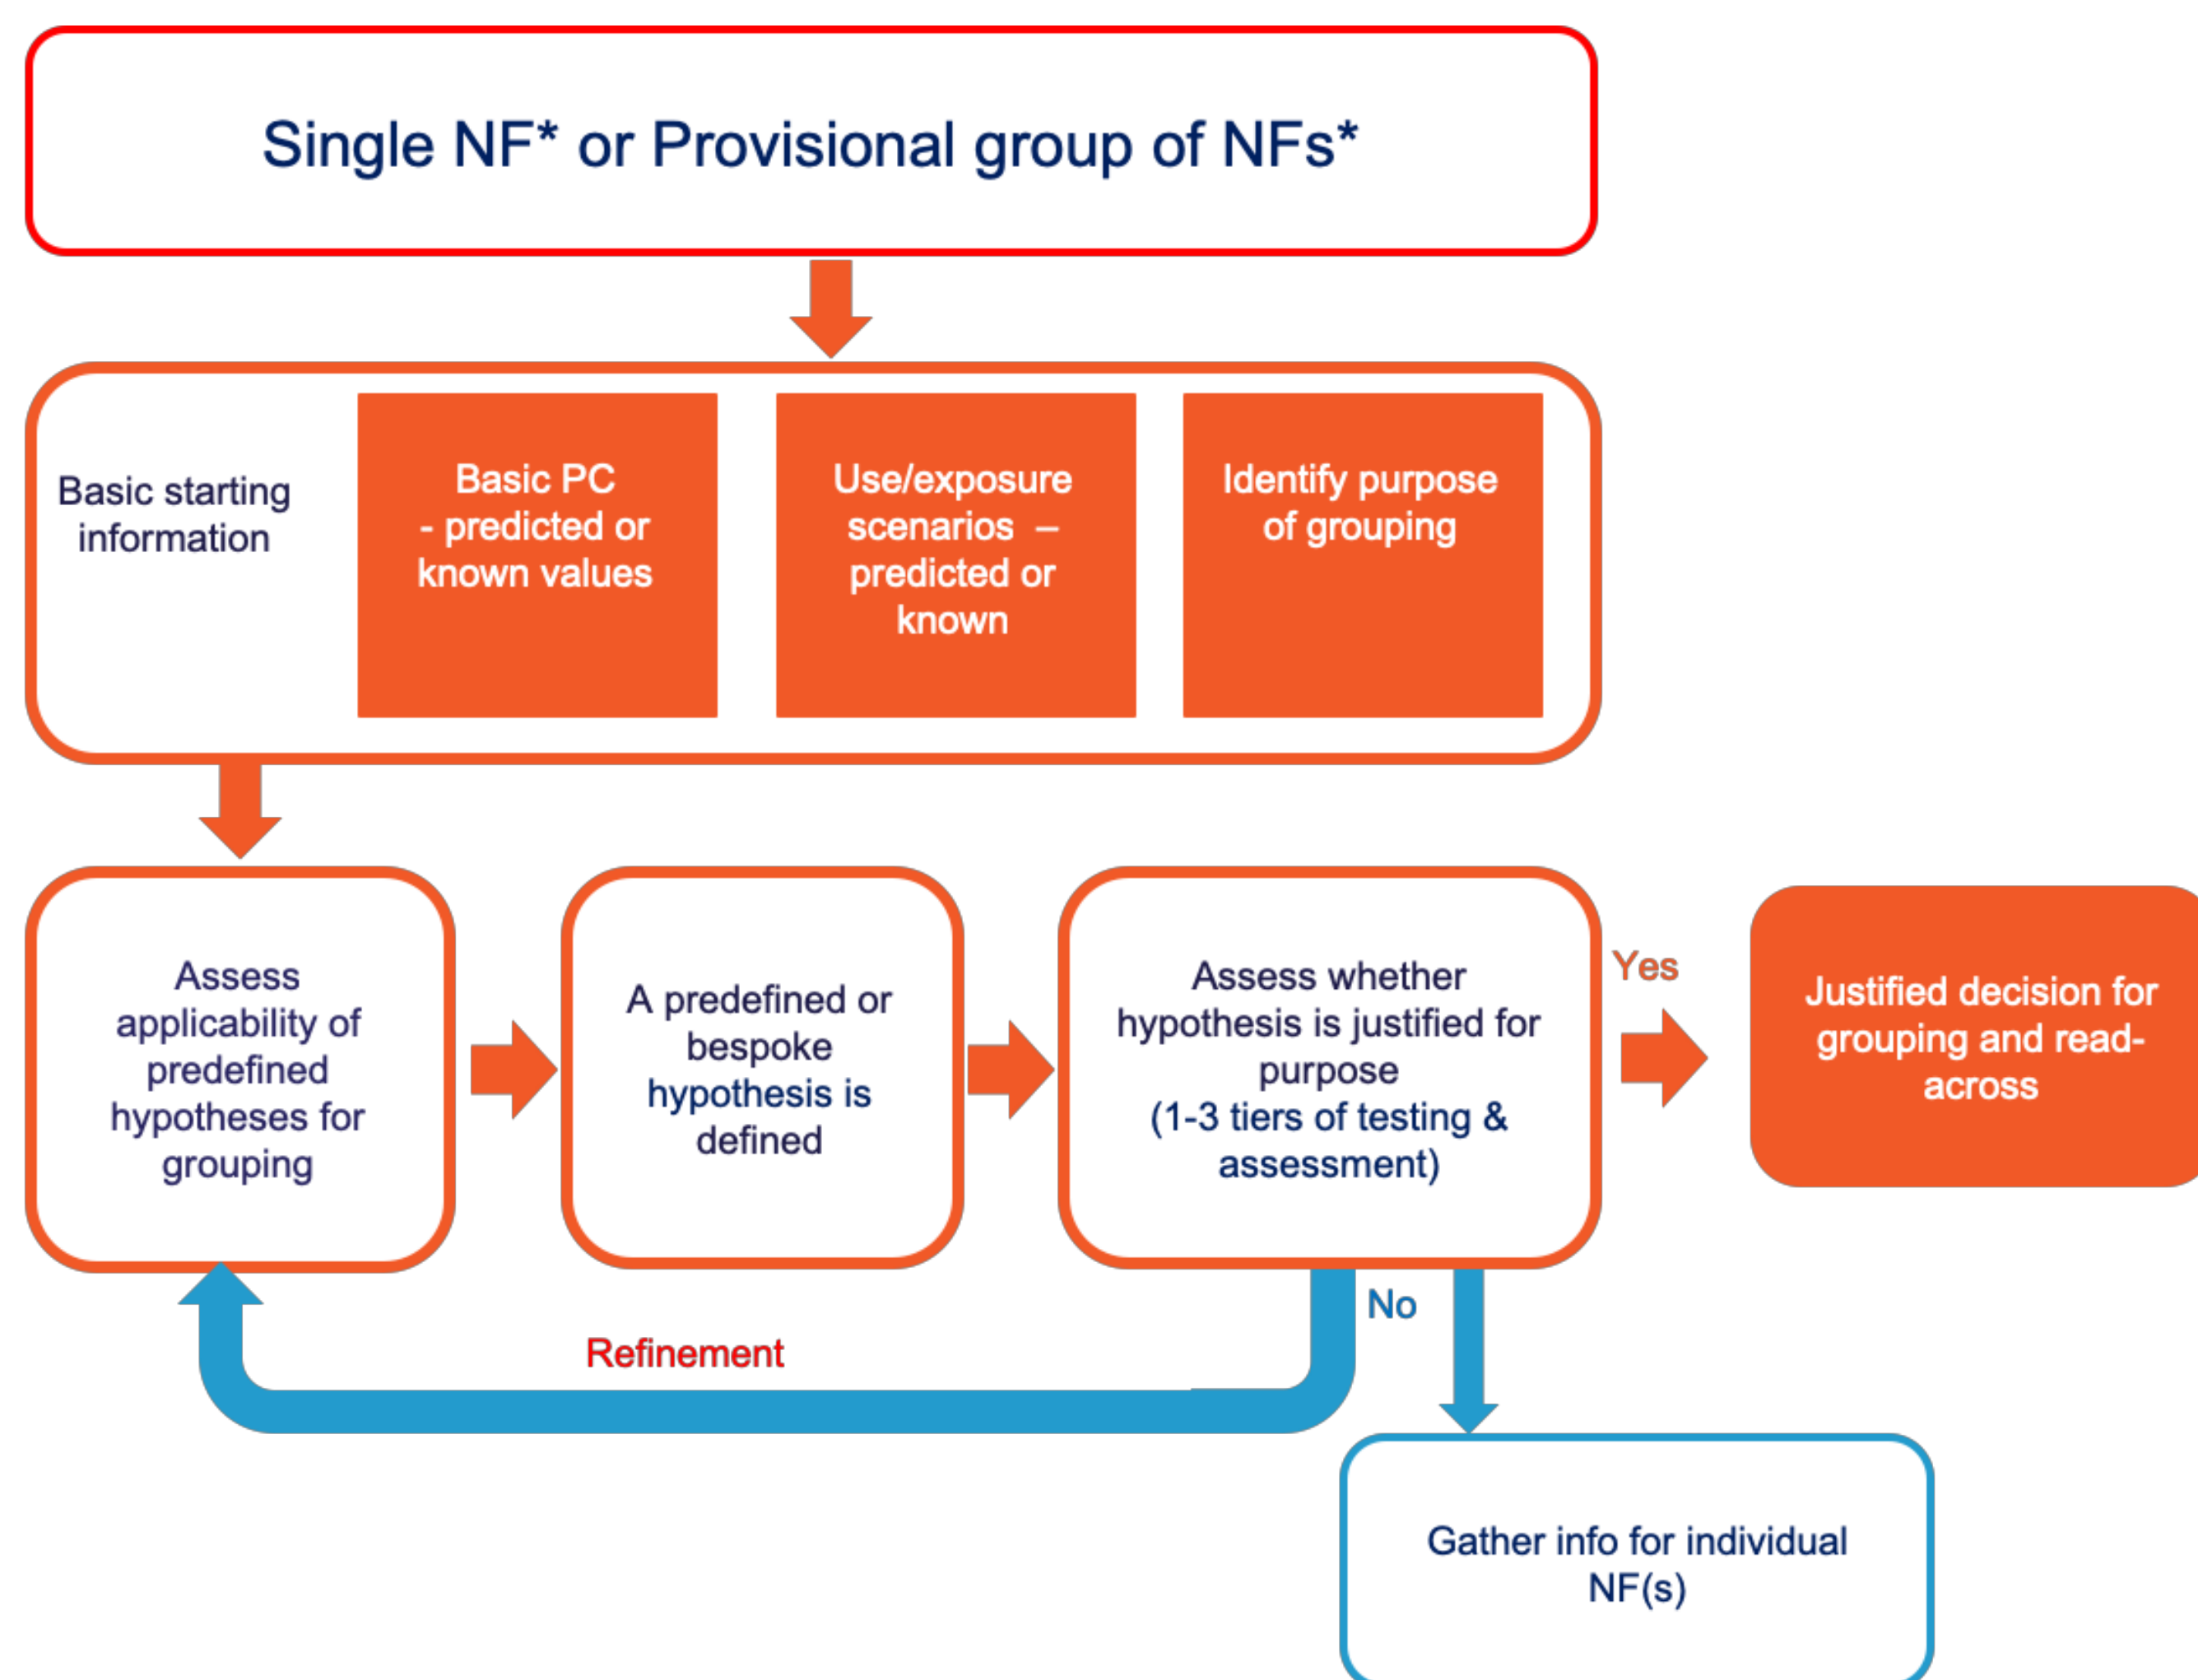 Single NF* or Provisional group of NFs*
Basic starting
information
Basic PC
- predicted or
known values
Use/exposure
scenarios –
predicted or
known
Identify purpose
of grouping
Assess
applicability of
predefined
hypotheses for
grouping
A predefined or
bespoke
hypothesis is
defined
Assess whether
hypothesis is justified for
purpose
(1-3 tiers of testing &
assessment)
Yes
Justified decision for
grouping and read-
across
No
Refinement
Gather info for individual
NF(s)